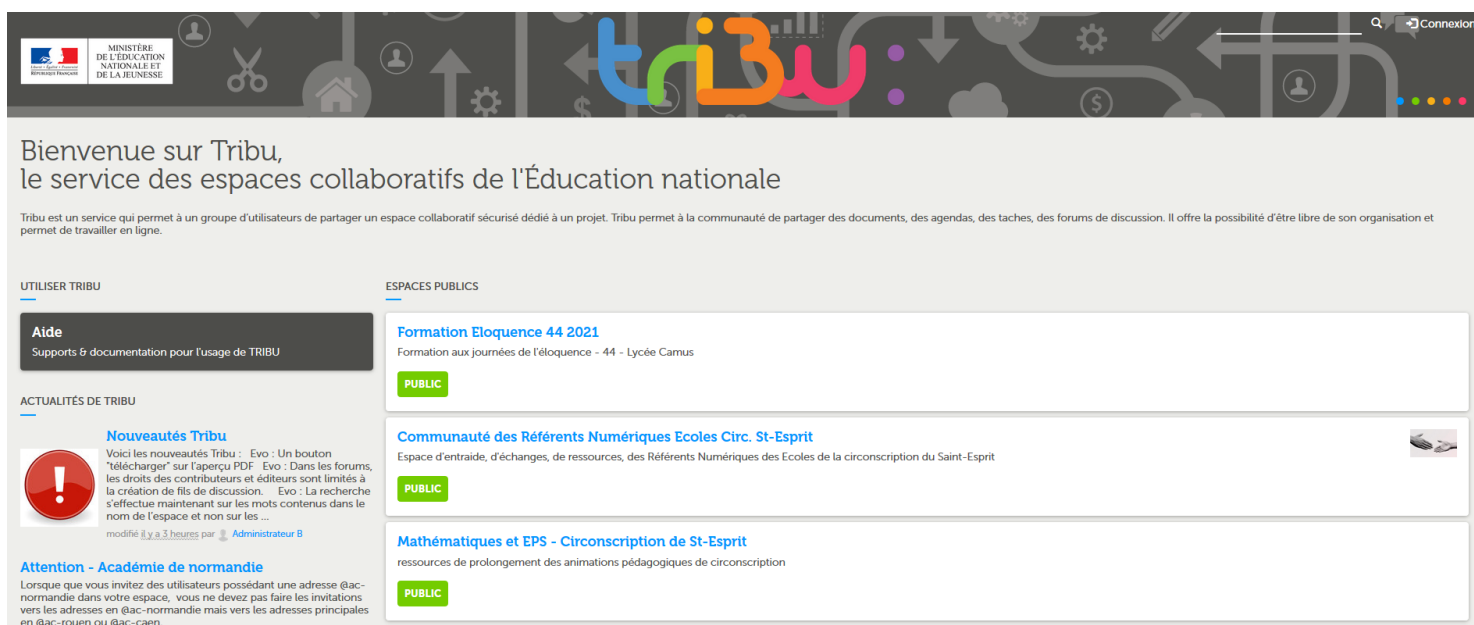 Connexion
MINISTÈRE
DE L'ÉDUCATION
NATIONALE ET
DE LA JEUNESSE
Liberté • Égalité • Fraternité
RÉPUBLIQUE FRANÇAISE
tribu
Bienvenue sur Tribu,
le service des espaces collaboratifs de l'Éducation nationale
Tribu est un service qui permet à un groupe d'utilisateurs de partager un espace collaboratif sécurisé dédié à un projet. Tribu permet à la communauté de partager des documents, des agendas, des taches, des forums de discussion. Il offre la possibilité d'être libre de son organisation et
permet de travailler en ligne.
UTILISER TRIBU
Aide
Supports & documentation pour l'usage de TRIBU
ACTUALITÉS DE TRIBU
Nouveautés Tribu
Voici les nouveautés Tribu : Evo : Un bouton
"télécharger" sur l'aperçu PDF Evo : Dans les forums,
les droits des contributeurs et éditeurs sont limités à
la création de fils de discussion. Evo : La recherche
s'effectue maintenant sur les mots contenus dans le
nom de l'espace et non sur les ...
modifié il y a 3 heures par Administrateur B
Attention - Académie de normandie
Lorsque que vous invitez des utilisateurs possédant une adresse @ac-
normandie dans votre espace, vous ne devez pas faire les invitations
vers les adresses en @ac-normandie mais vers les adresses principales
en @ac-rouen ou @ac-caen.
ESPACES PUBLICS
Formation Eloquence 44 2021
Formation aux journées de l'éloquence - 44 - Lycée Camus
PUBLIC
Communauté des Référents Numériques Ecoles Circ. St-Esprit
Espace d'entraide, d'échanges, de ressources, des Référents Numériques des Ecoles de la circonscription du Saint-Esprit
PUBLIC
Mathématiques et EPS - Circonscription de St-Esprit
ressources de prolongement des animations pédagogiques de circonscription
PUBLIC